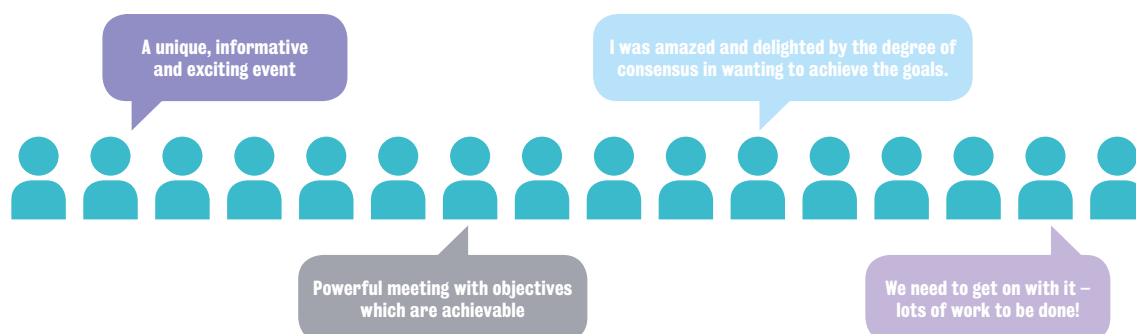 A unique, informative
and exciting event
I was amazed and delighted by the degree of
consensus in wanting to achieve the goals.
Powerful meeting with objectives
which are achievable
We need to get on with it –
lots of work to be done!